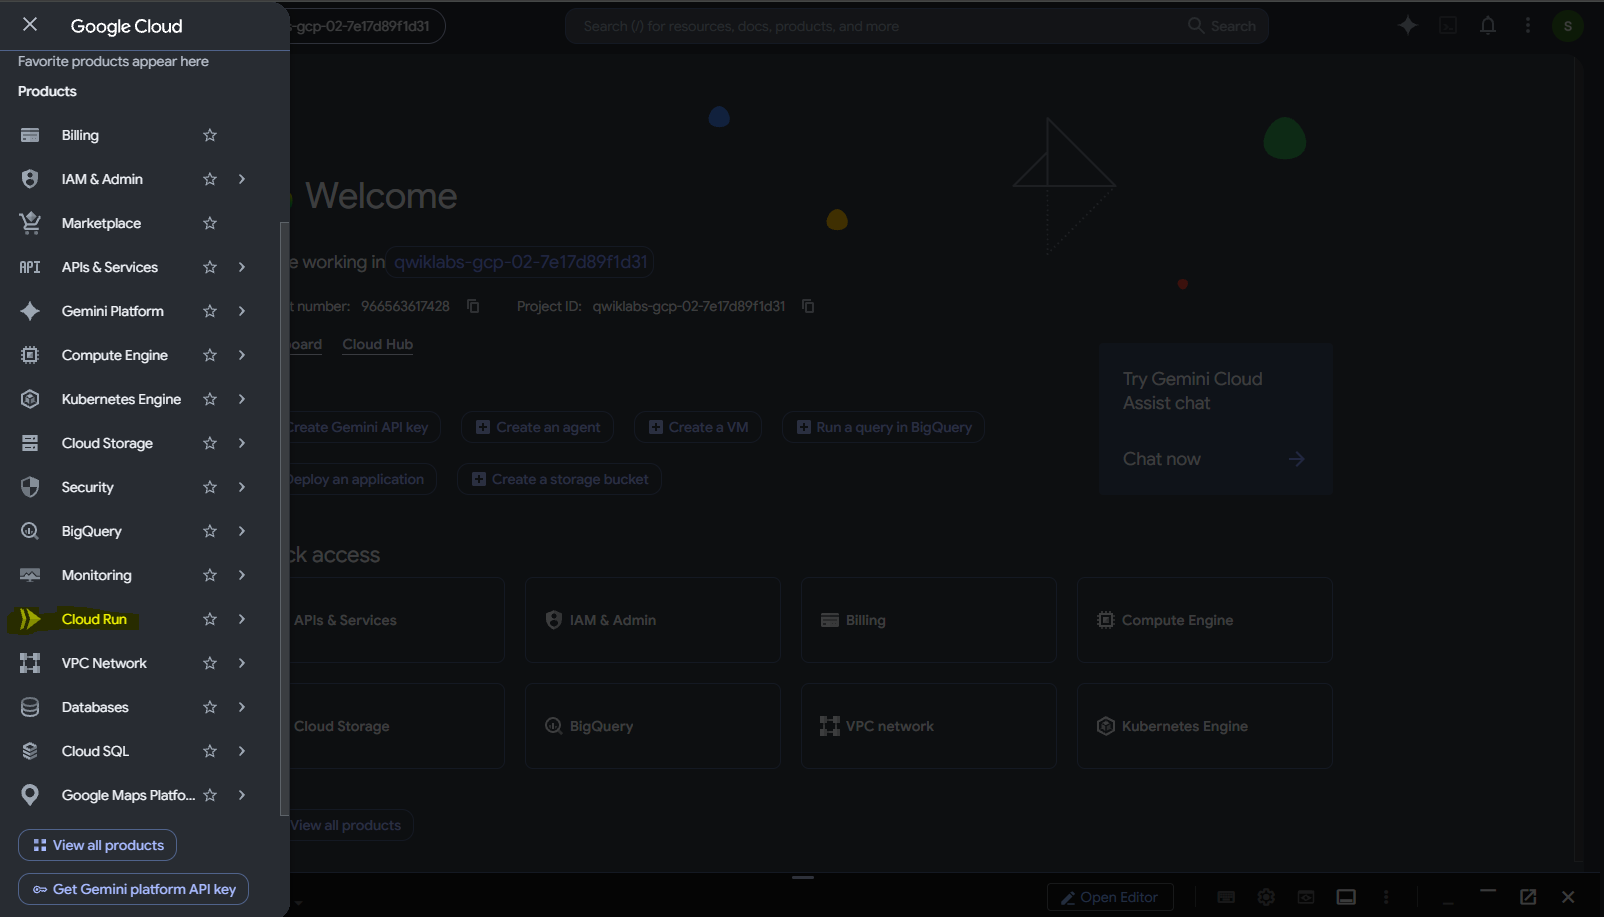 Google Cloud
s-gcp-02-7e17d89f1d31
Search (/) for resources, docs, products, and more
Search
S
Favorite products appear here
Products
Billing
IAM & Admin
Marketplace
API
APIs & Services
Gemini Platform
Compute Engine
Kubernetes Engine
Cloud Storage
Security
BigQuery
Monitoring
Cloud Run
VPC Network
Databases
Cloud SQL
Google Maps Platfo...
View all products
Get Gemini platform API key
Welcome
e working in qwiklabs-gcp-02-7e17d89f1d31
t number: 966563617428 Project ID: qwiklabs-gcp-02-7e17d89f1d31
board Cloud Hub
Try Gemini Cloud
Assist chat
Chat now
Create Gemini API key Create an agent Create a VM Run a query in BigQuery
Deploy an application Create a storage bucket
ck access
APIs & Services IAM & Admin Billing Compute Engine
Cloud Storage BigQuery VPC network Kubernetes Engine
View all products
Open Editor